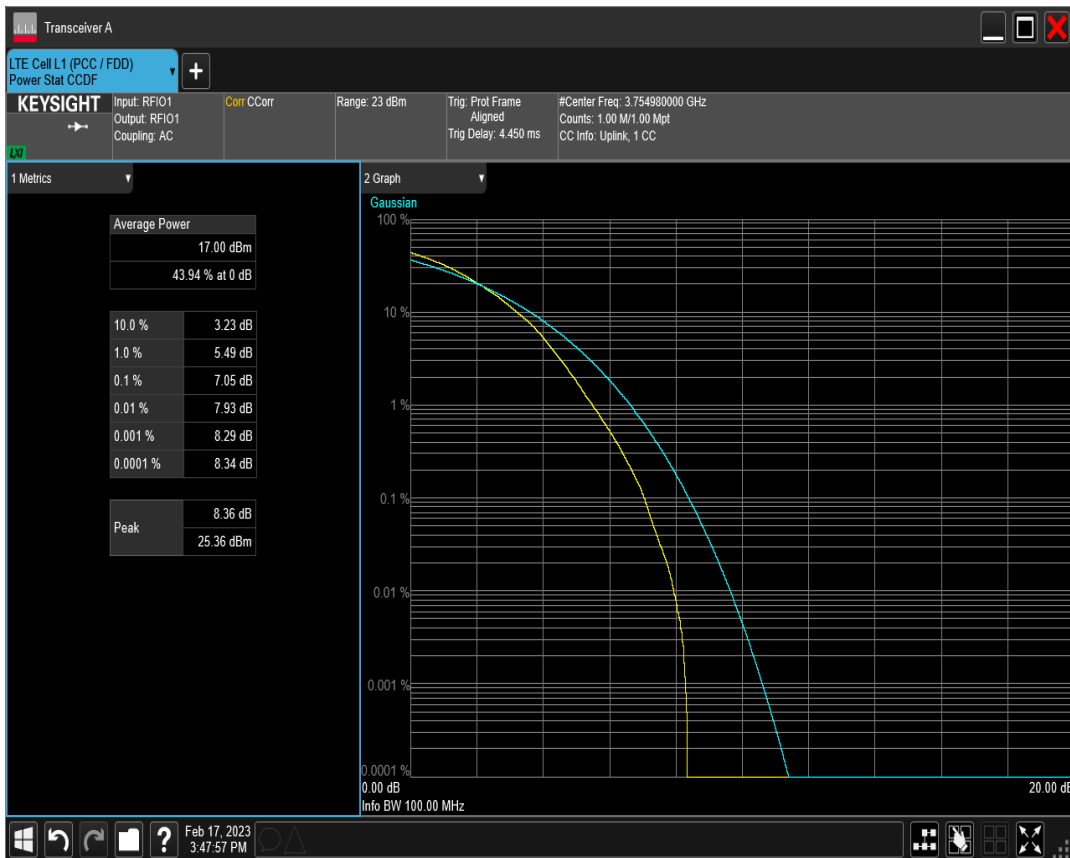 Transceiver A
LTE Cell L1 (PCC / FDD)
Power Stat CCDF
KEYSIGHT
LXI
Input: RFIO1
Output: RFIO1
Coupling: AC
Corr CCorr
Range: 23 dBm
Trig: Prot Frame
Aligned
Trig Delay: 4.450 ms
#Center Freq: 3.754980000 GHz
Counts: 1.00 M/1.00 Mpt
CC Info: Uplink, 1 CC
1 Metrics
Average Power
17.00 dBm
43.94 % at 0 dB
10.0 % 3.23 dB
1.0 % 5.49 dB
0.1 % 7.05 dB
0.01 % 7.93 dB
0.001 % 8.29 dB
0.0001 % 8.34 dB
Peak
8.36 dB
25.36 dBm
2 Graph
Gaussian
100 %
10 %
1 %
0.1 %
0.01 %
0.001 %
0.0001 %
0.00 dB 20.00 dB
Info BW 100.00 MHz
Feb 17, 2023
3:47:57 PM